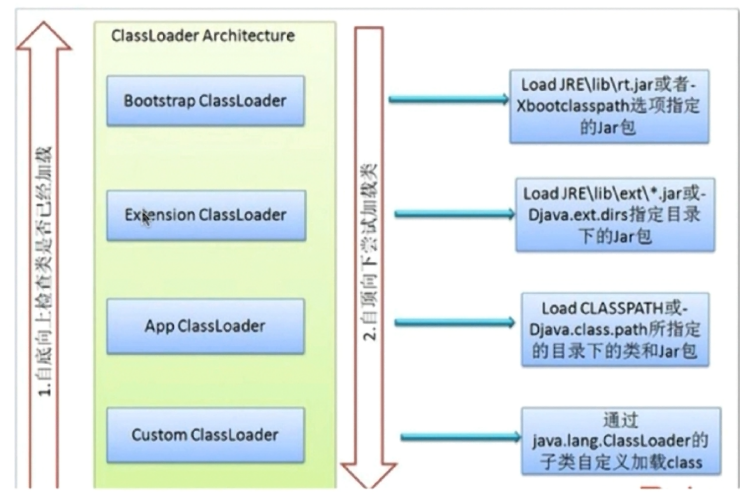 ClassLoader Architecture
Bootstrap ClassLoader
Load JRE\lib\rt.jar或者-
Xbootclasspath选项指定
的Jar包
Extension ClassLoader
Load JRE\lib\ext\*.jar或-
Djava.ext.dirs指定目录
下的Jar包
App ClassLoader
Load CLASSPATH或-
Djava.class.path所指定
的目录下的类和Jar包
Custom ClassLoader
通过
java.lang.ClassLoader的
子类自定义加载class
1.自底向上检查类是否已经加载
2.自顶向下尝试加载类